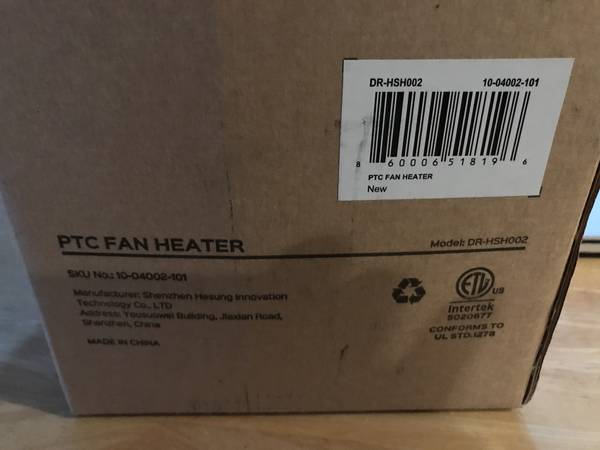 DR-HSH002 10-04002-101
8 60006 51819 6
PTC FAN HEATER
New
PTC FAN HEATER
Model: DR-HSH002
SKU No.: 10-04002-101
Manufacturer: Shenzhen Hesung Innovation
Technology Co., LTD
Address: Yousuowei Building, Jiaxian Road,
Shenzhen, China
MADE IN CHINA
ETL US
Intertek
5020677
CONFORMS TO
UL STD.1278